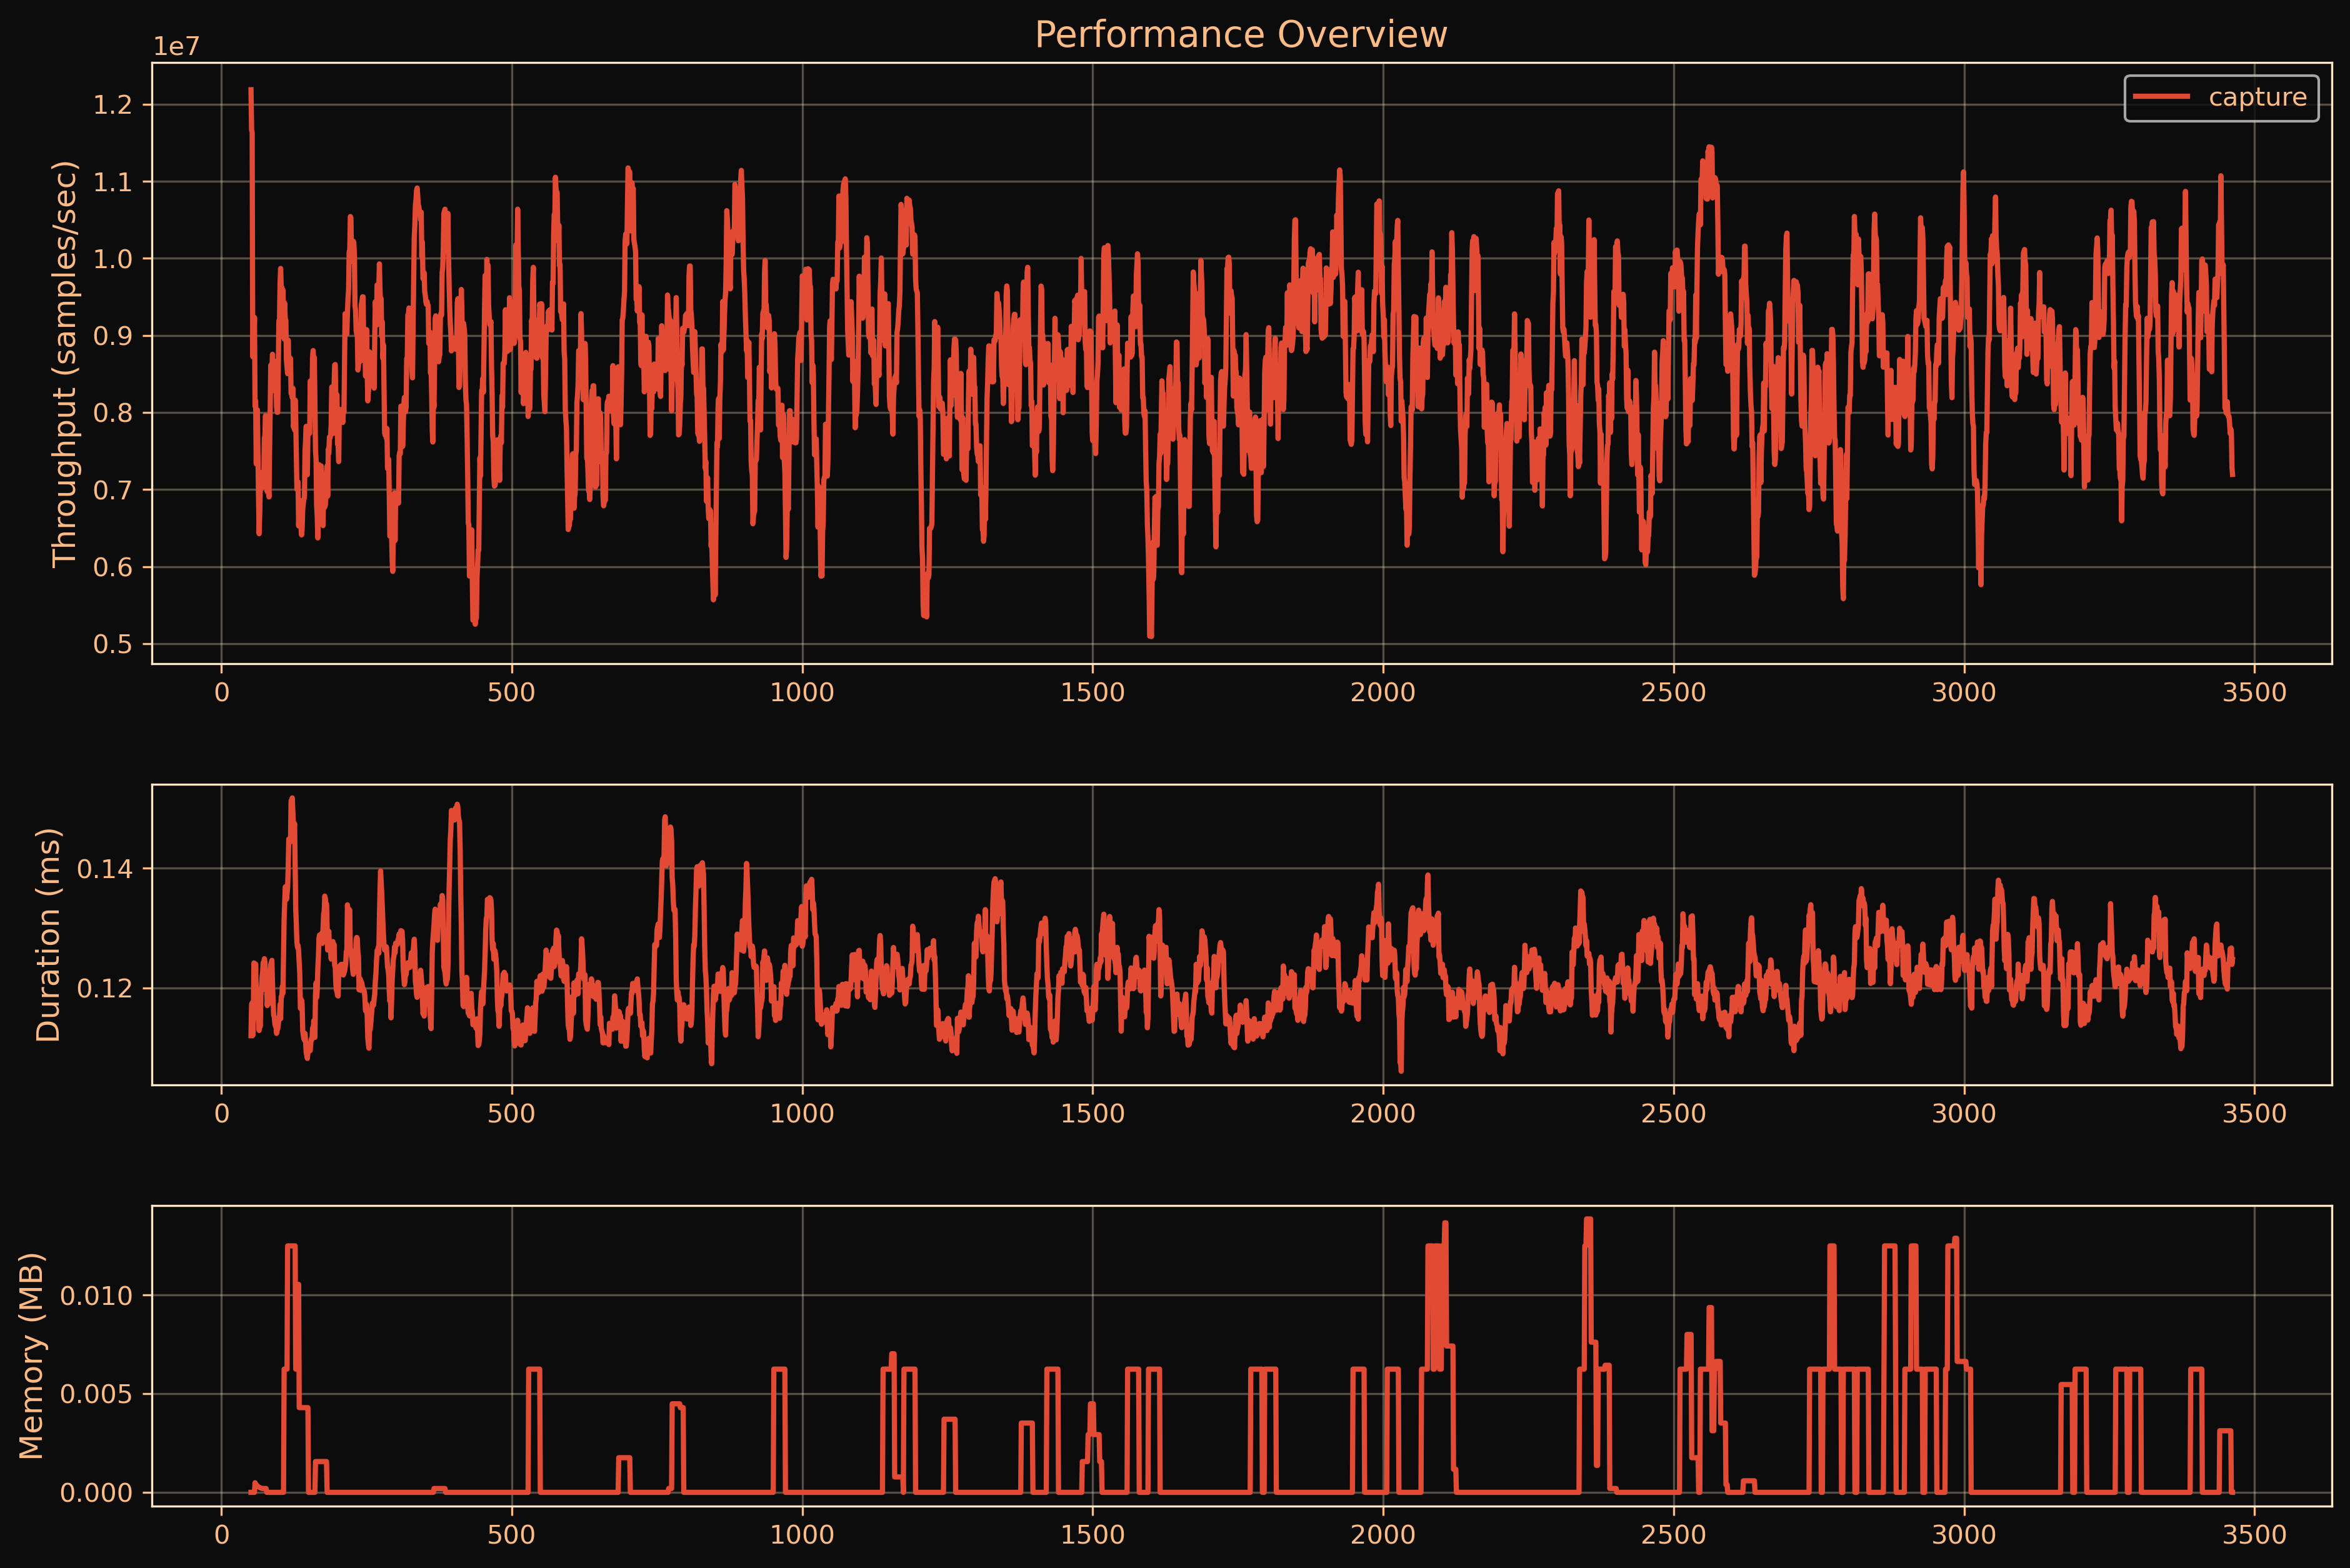 Performance Overview
1e7
capture
1.2
1.1
1.0
0.9
0.8
0.7
0.6
0.5
Throughput (samples/sec)
0 500 1000 1500 2000 2500 3000 3500
0.14
0.12
Duration (ms)
0 500 1000 1500 2000 2500 3000 3500
0.010
0.005
0.000
Memory (MB)
0 500 1000 1500 2000 2500 3000 3500